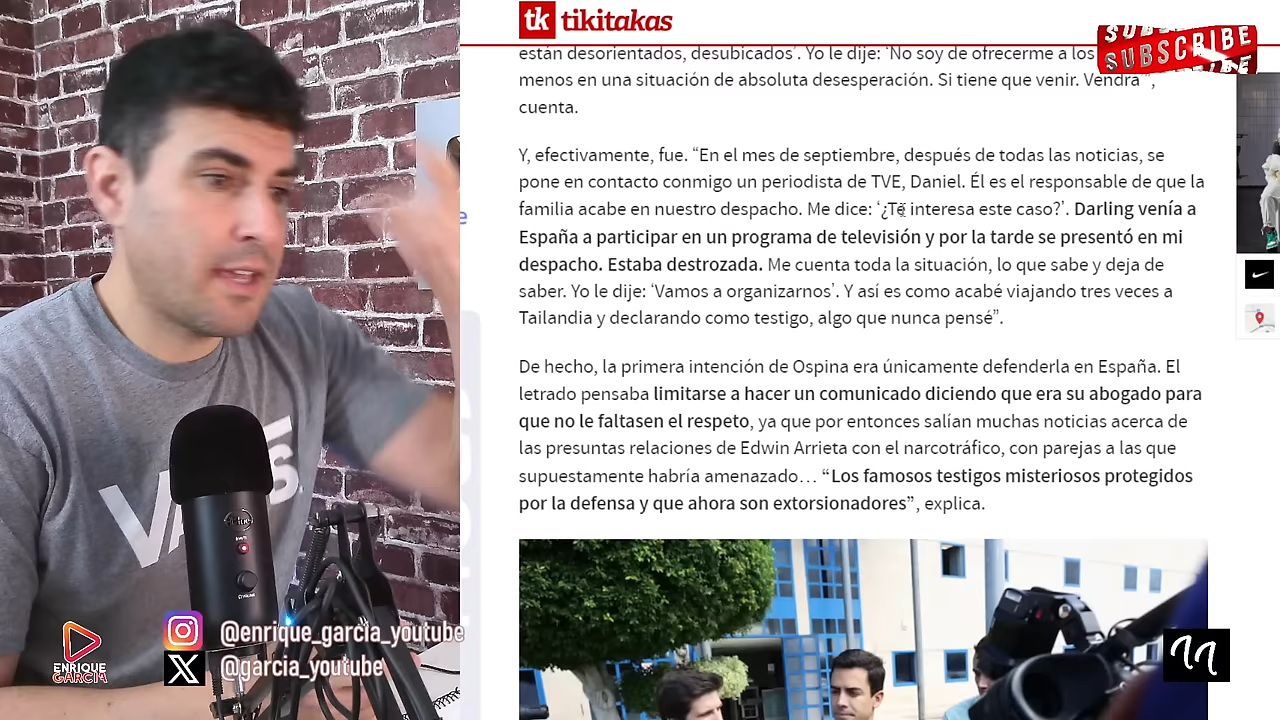 tk tikitakas
SUBSCRIBE
están desorientados, desubicados’. Yo le dije: ‘No soy de ofrecerme a los
menos en una situación de absoluta desesperación. Si tiene que venir. Vendrá’”,
cuenta.
Y, efectivamente, fue. “En el mes de septiembre, después de todas las noticias, se
pone en contacto conmigo un periodista de TVE, Daniel. Él es el responsable de que la
familia acabe en nuestro despacho. Me dice: ‘¿Te interesa este caso?’. Darling venía a
España a participar en un programa de televisión y por la tarde se presentó en mi
despacho. Estaba destrozada. Me cuenta toda la situación, lo que sabe y deja de
saber. Yo le dije: ‘Vamos a organizarnos’. Y así es como acabé viajando tres veces a
Tailandia y declarando como testigo, algo que nunca pensé”.
De hecho, la primera intención de Ospina era únicamente defenderla en España. El
letrado pensaba limitarse a hacer un comunicado diciendo que era su abogado para
que no le faltasen el respeto, ya que por entonces salían muchas noticias acerca de
las presuntas relaciones de Edwin Arrieta con el narcotráfico, con parejas a las que
supuestamente habría amenazado… “Los famosos testigos misteriosos protegidos
por la defensa y que ahora son extorsionadores”, explica.
VANS
ENRIQUE
GARCIA
@enrique_garcia_youtube
@garcia_youtube